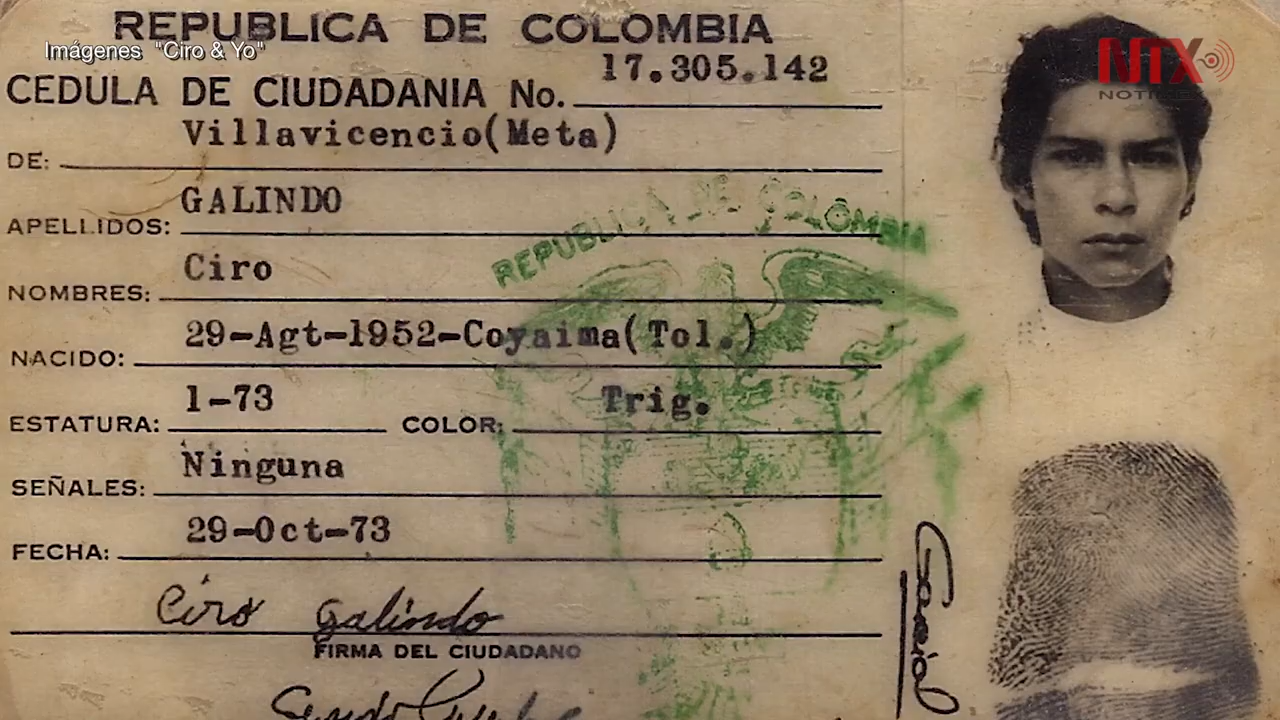 REPUBLICA DE COLOMBIA
Imágenes "Ciro & Yo"
NTX
17.305.142
CEDULA DE CIUDADANIA No.
Villavicencio(Meta)
DE:
GALINDO
APELLIDOS:
REPUBLICA DE COLOMBIA
Ciro
NOMBRES:
29-Agt-1952-Coyaima(Tol.)
NACIDO:
1-73 Trig.
ESTATURA: COLOR:
Ninguna
SEÑALES:
29-Oct-73
FECHA:
Ciro Galindo
FIRMA DEL CIUDADANO